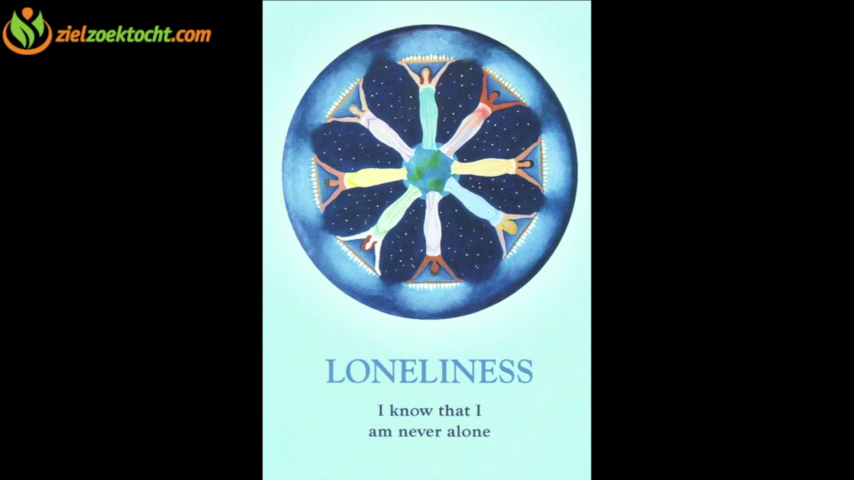 zielzoektocht.com
LONELINESS
I know that I
am never alone